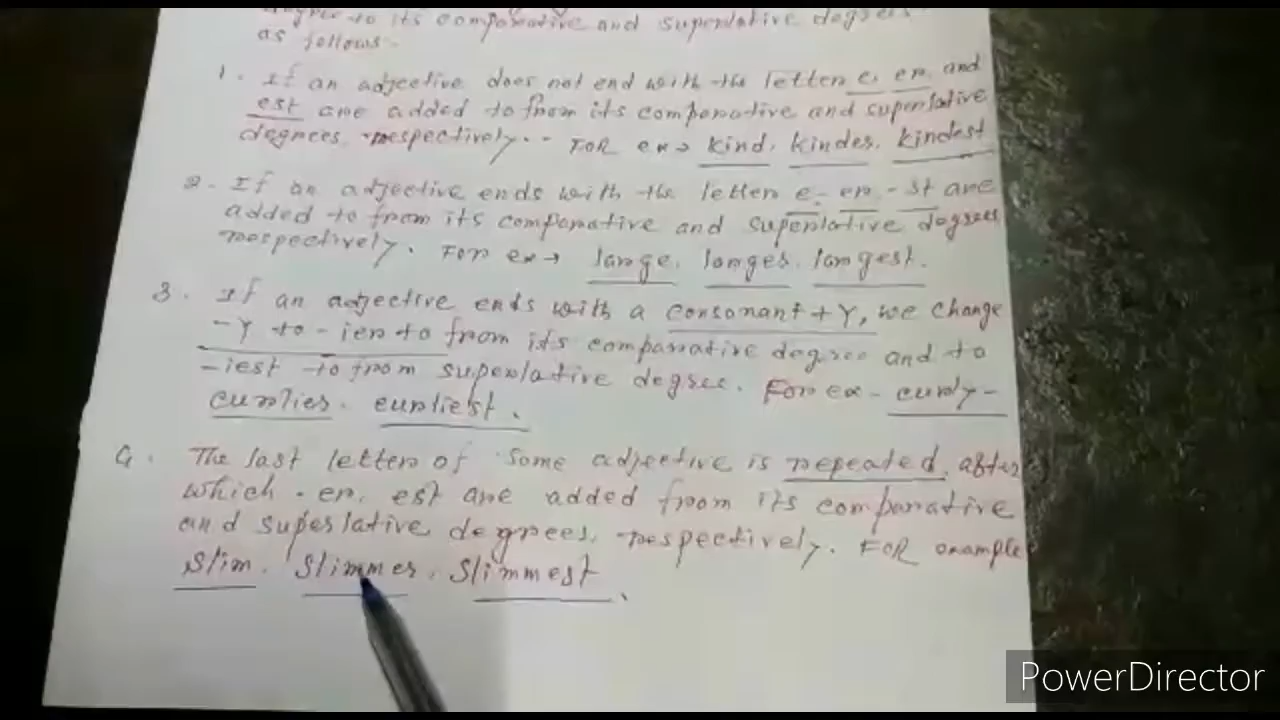 degree to its comparative and superlative degrees
as follows.
1. If an adjective does not end with the letter e, er, and
est are added to from its comparative and superlative
degrees, respectively. . FOR ex → kind, kinder, kindest
2. If an adjective ends with the letter e, er, - st are
added to from its comparative and superlative degrees
respectively. For ex → large, larger, largest.
3. If an adjective ends with a consonant + Y, we change
- Y to - ier to from its comparative degree and to
- iest to from superlative degree. For ex - curly -
curlier. curliest.
4. The last letter of some adjective is repeated, after
which - er, est are added from its comparative
and superlative degrees, respectively. FOR example
Slim. Slimmer. Slimmest.
PowerDirector